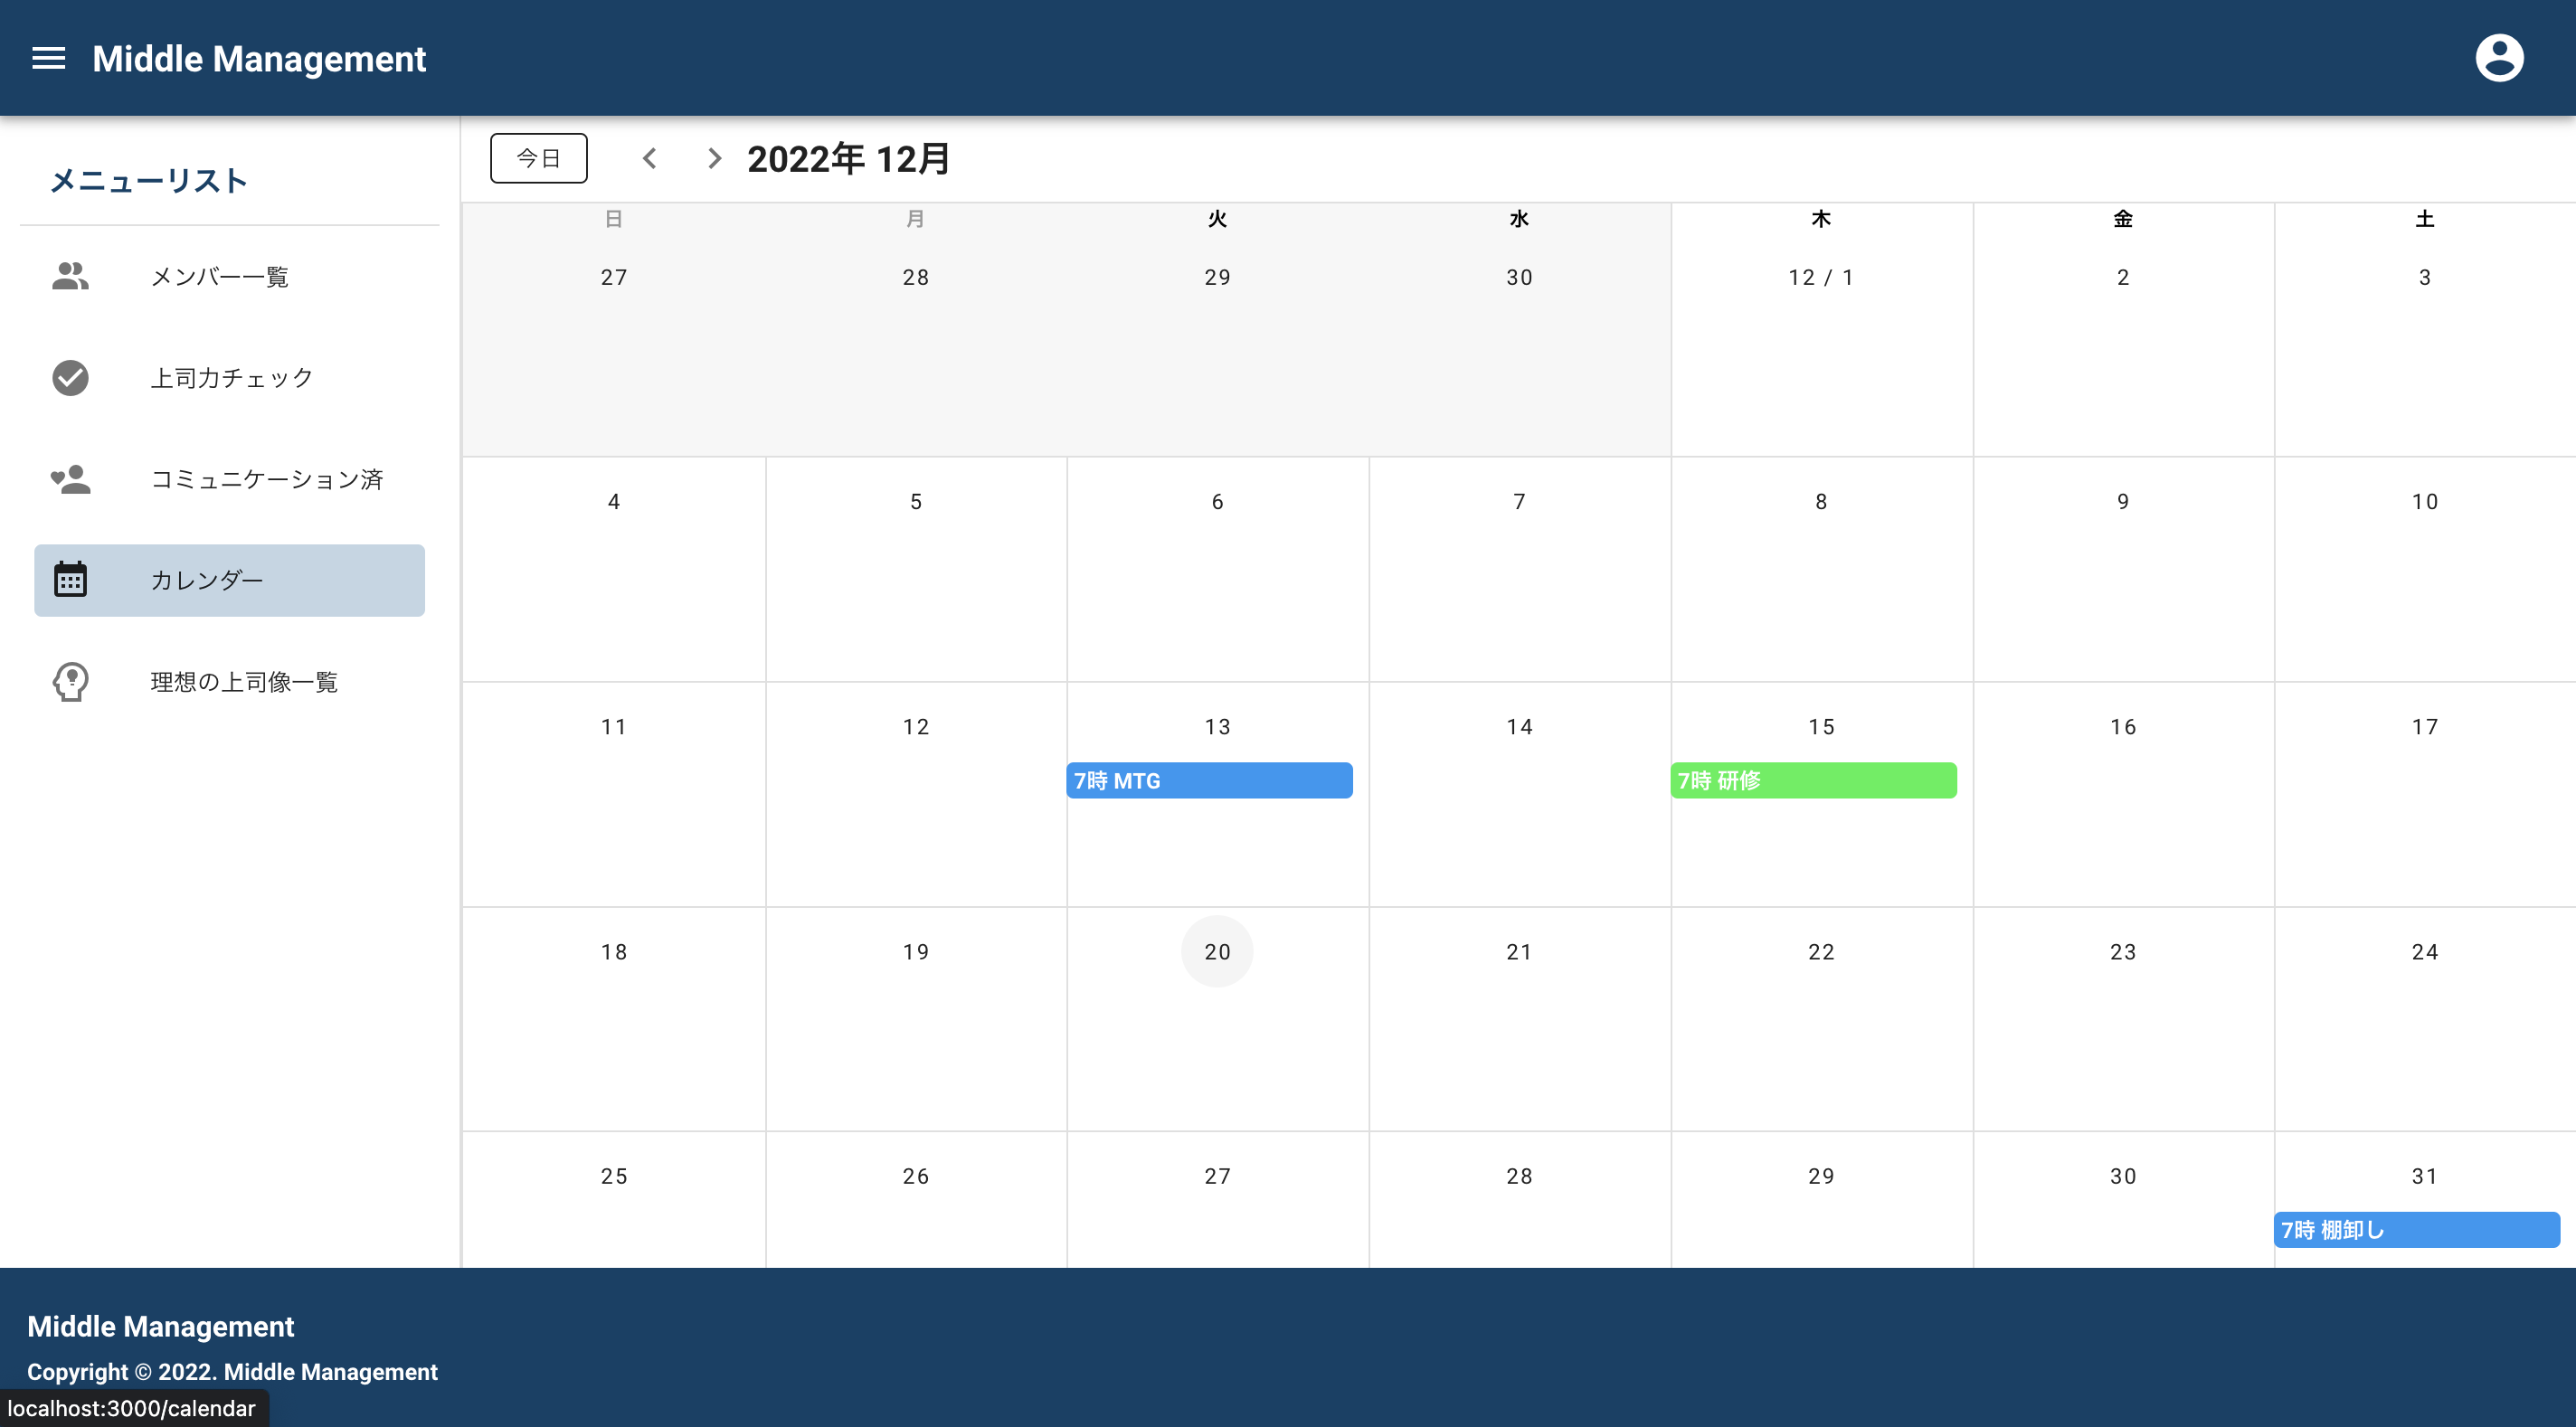 Middle Management
メニューリスト
メンバー一覧
上司力チェック
コミュニケーション済
カレンダー
理想の上司像一覧
今日
2022年 12月
日 月 火 水 木 金 土
27 28 29 30 12 / 1 2 3
4 5 6 7 8 9 10
11 12 13 14 15 16 17
7時 MTG
7時 研修
18 19 20 21 22 23 24
25 26 27 28 29 30 31
7時 棚卸し
Middle Management
Copyright © 2022. Middle Management
localhost:3000/calendar